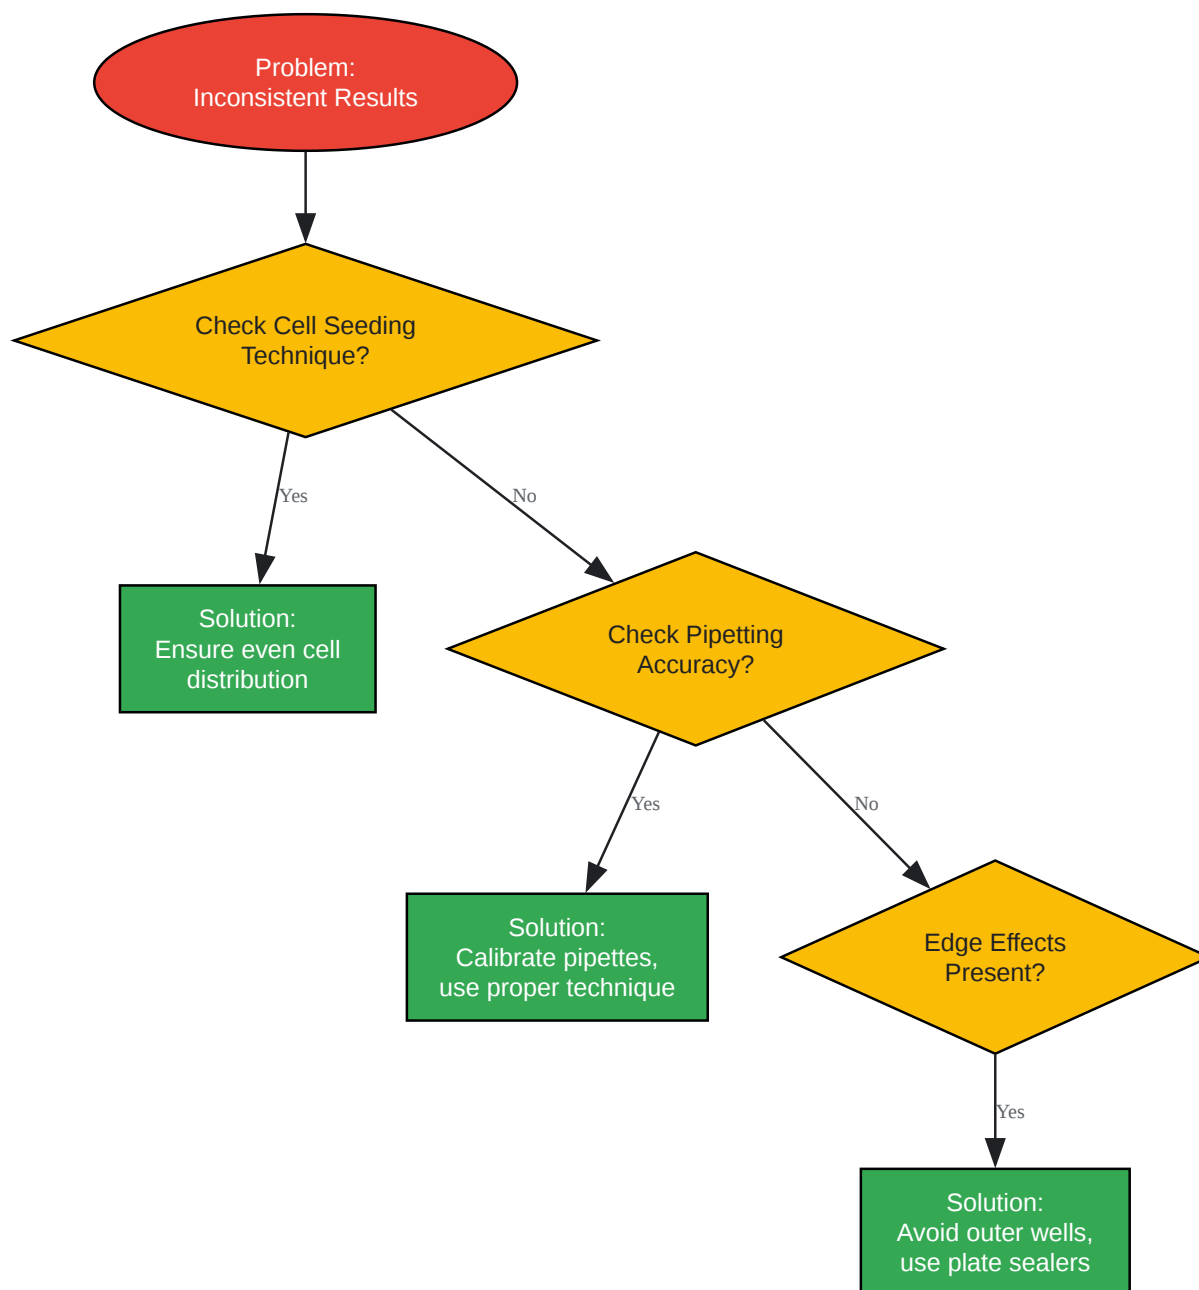 Problem:
Inconsistent Results
Check Cell Seeding
Technique?
Yes
No
Solution:
Ensure even cell
distribution
Check Pipetting
Accuracy?
Yes
No
Solution:
Calibrate pipettes,
use proper technique
Edge Effects
Present?
Yes
Solution:
Avoid outer wells,
use plate sealers